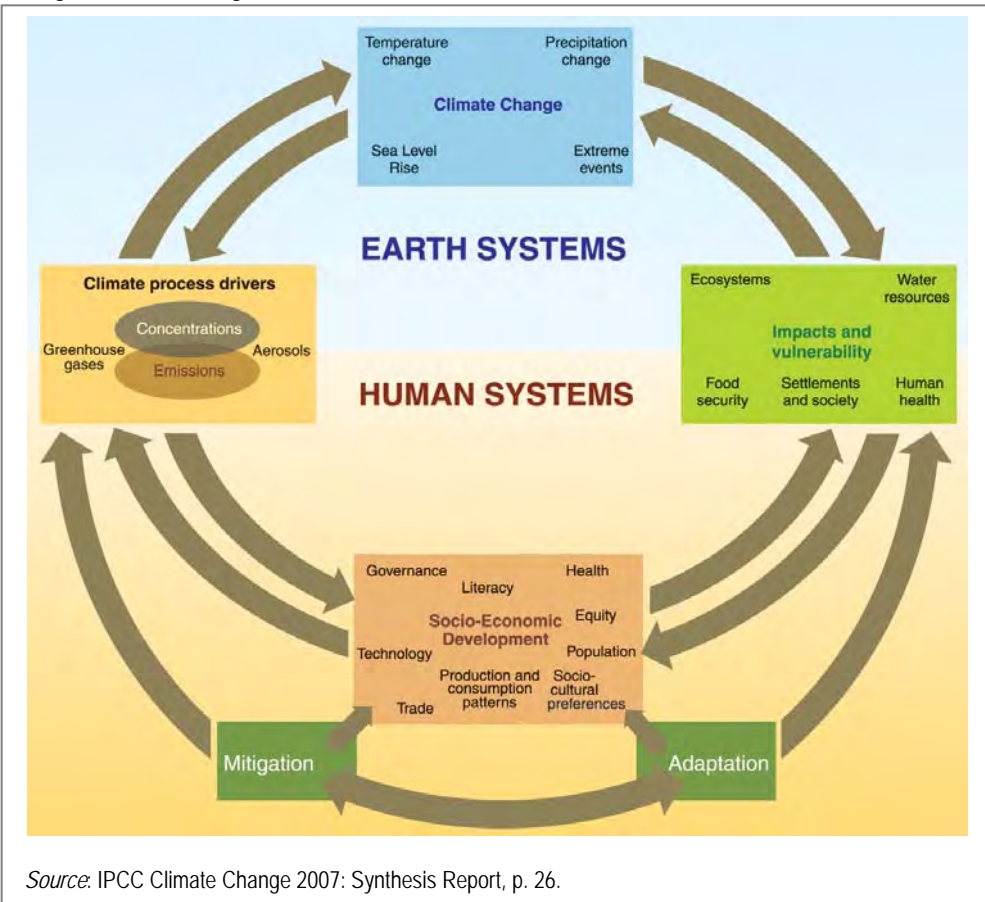 Temperature
change
Precipitation
change
Climate Change
Sea Level
Rise
Extreme
events
EARTH SYSTEMS
Climate process drivers
Concentrations
Greenhouse
gases
Aerosols
Emissions
Ecosystems
Water
resources
Impacts and
vulnerability
Food
security
Settlements
and society
Human
health
HUMAN SYSTEMS
Governance
Literacy
Health
Socio-Economic
Development
Equity
Technology
Population
Production and
consumption
patterns
Socio-
cultural
preferences
Trade
Mitigation
Adaptation
Source: IPCC Climate Change 2007: Synthesis Report, p. 26.